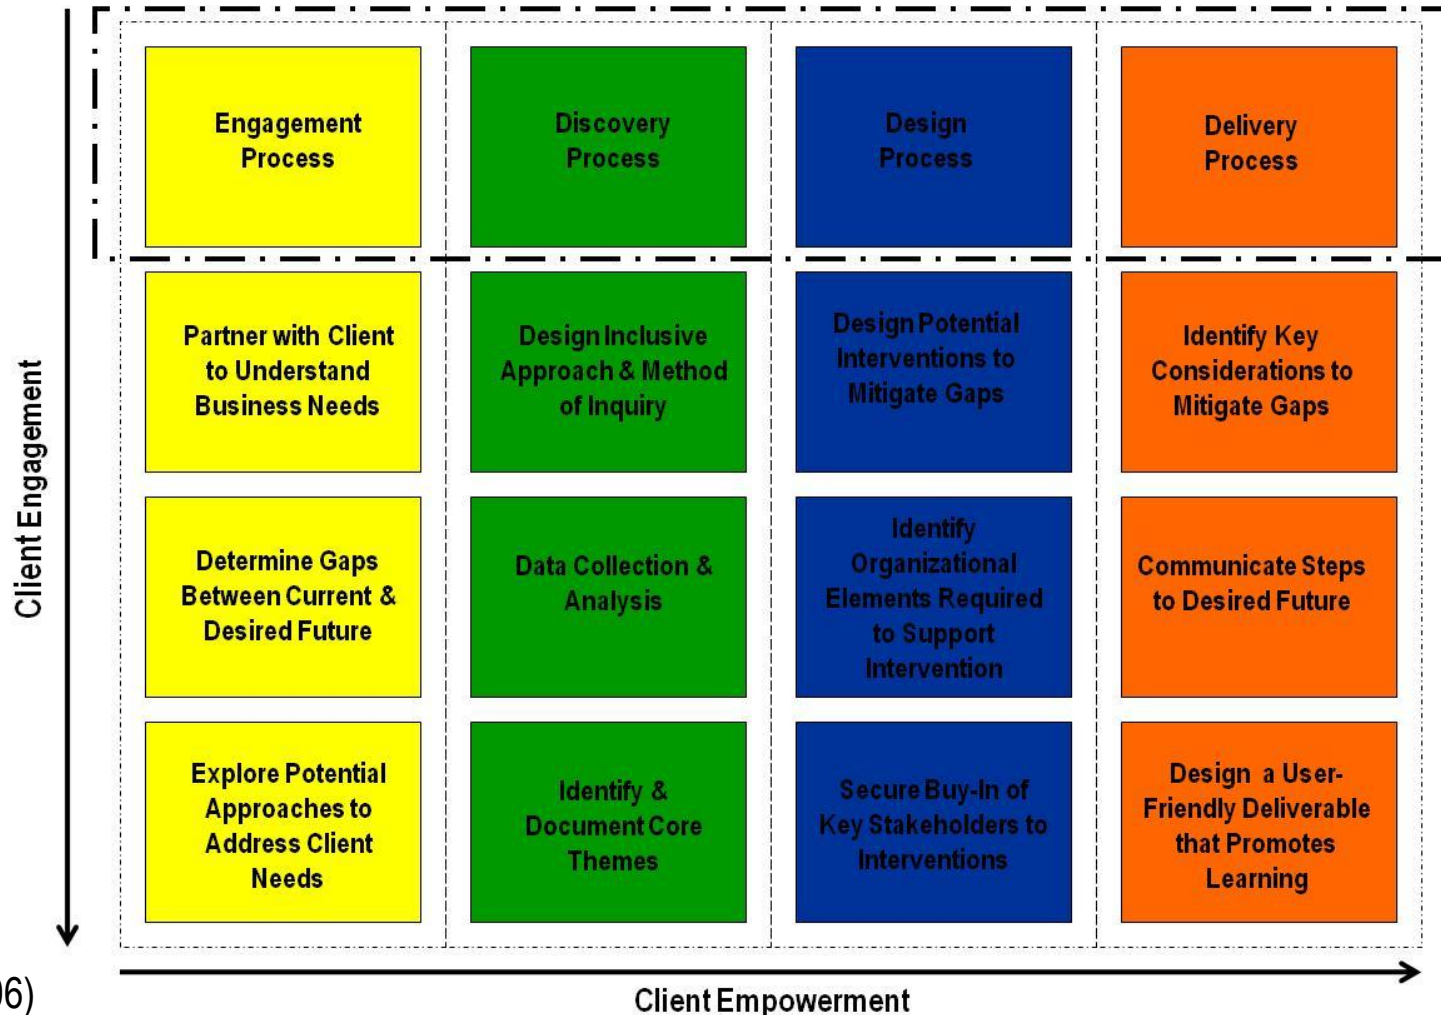 Engagement
Process
Discovery
Process
Design
Process
Delivery
Process
Partner with Client
to Understand
Business Needs
Design Inclusive
Approach & Method
of Inquiry
Design Potential
Interventions to
Mitigate Gaps
Identify Key
Considerations to
Mitigate Gaps
Determine Gaps
Between Current &
Desired Future
Data Collection &
Analysis
Identify
Organizational
Elements Required
to Support
Intervention
Communicate Steps
to Desired Future
Explore Potential
Approaches to
Address Client
Needs
Identify &
Document Core
Themes
Secure Buy-In of
Key Stakeholders to
Interventions
Design a User-
Friendly Deliverable
that Promotes
Learning
Client Engagement
Client Empowerment